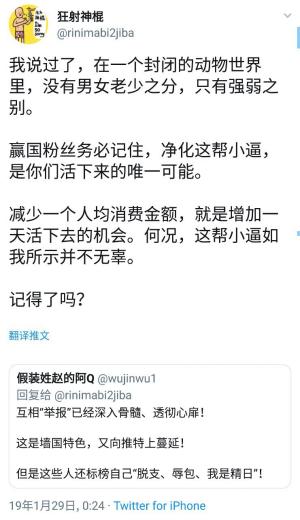 狂射神棍
@rinimabi2jiba
我说过了，在一个封闭的动物世界
里，没有男女老少之分，只有强弱之
别。
赢国粉丝务必记住，净化这帮小逼，
是你们活下来的唯一可能。
减少一个人均消费金额，就是增加一
天活下去的机会。何况，这帮小逼如
我所示并不无辜。
记得了吗？
翻译推文
假装姓赵的阿Q @wujinwu1
回复给 @rinimabi2jiba
互相“举报”已经深入骨髓、透彻心扉！
这是墙国特色，又向推特上蔓延！
但是这些人还标榜自己“脱支、辱包、我是精日”！
19年1月29日, 0:24 · Twitter for iPhone